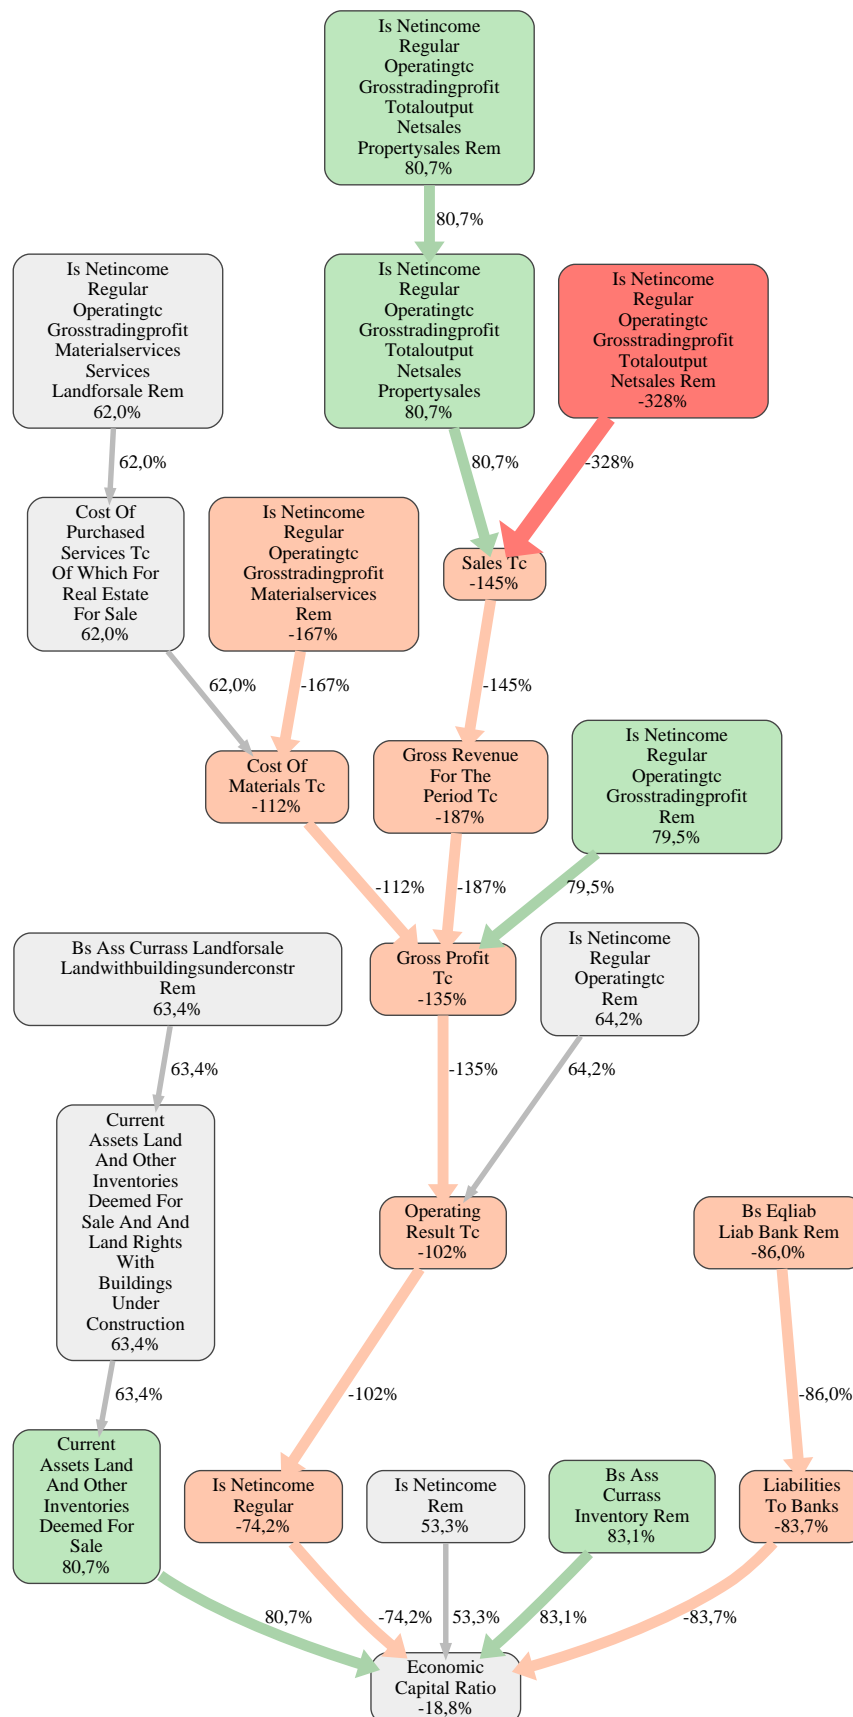 Is Netincome
Regular
Operatingtc
Grosstradingprofit
Totaloutput
Netsales
Propertysales Rem
80,7%
80,7%
Is Netincome
Regular
Operatingtc
Grosstradingprofit
Materialservices
Services
Landforsale Rem
62,0%
Is Netincome
Regular
Operatingtc
Grosstradingprofit
Totaloutput
Netsales
Propertysales
80,7%
Is Netincome
Regular
Operatingtc
Grosstradingprofit
Totaloutput
Netsales Rem
-328%
62,0%
80,7%
-328%
Cost Of
Purchased
Services Tc
Of Which For
Real Estate
For Sale
62,0%
Is Netincome
Regular
Operatingtc
Grosstradingprofit
Materialservices
Rem
-167%
Sales Tc
-145%
62,0%
-167%
-145%
Cost Of
Materials Tc
-112%
Gross Revenue
For The
Period Tc
-187%
Is Netincome
Regular
Operatingtc
Grosstradingprofit
Rem
79,5%
-112%
-187%
79,5%
Bs Ass Currass Landforsale
Landwithbuildingsunderconstr
Rem
63,4%
Gross Profit
Tc
-135%
Is Netincome
Regular
Operatingtc
Rem
64,2%
63,4%
-135%
64,2%
Current
Assets Land
And Other
Inventories
Deemed For
Sale And And
Land Rights
With
Buildings
Under
Construction
63,4%
Operating
Result Tc
-102%
Bs Eqliab
Liab Bank Rem
-86,0%
63,4%
-102%
-86,0%
Current
Assets Land
And Other
Inventories
Deemed For
Sale
80,7%
Is Netincome
Regular
-74,2%
Is Netincome
Rem
53,3%
Bs Ass
Currass
Inventory Rem
83,1%
Liabilities
To Banks
-83,7%
80,7%
-74,2%
53,3%
83,1%
-83,7%
Economic
Capital Ratio
-18,8%